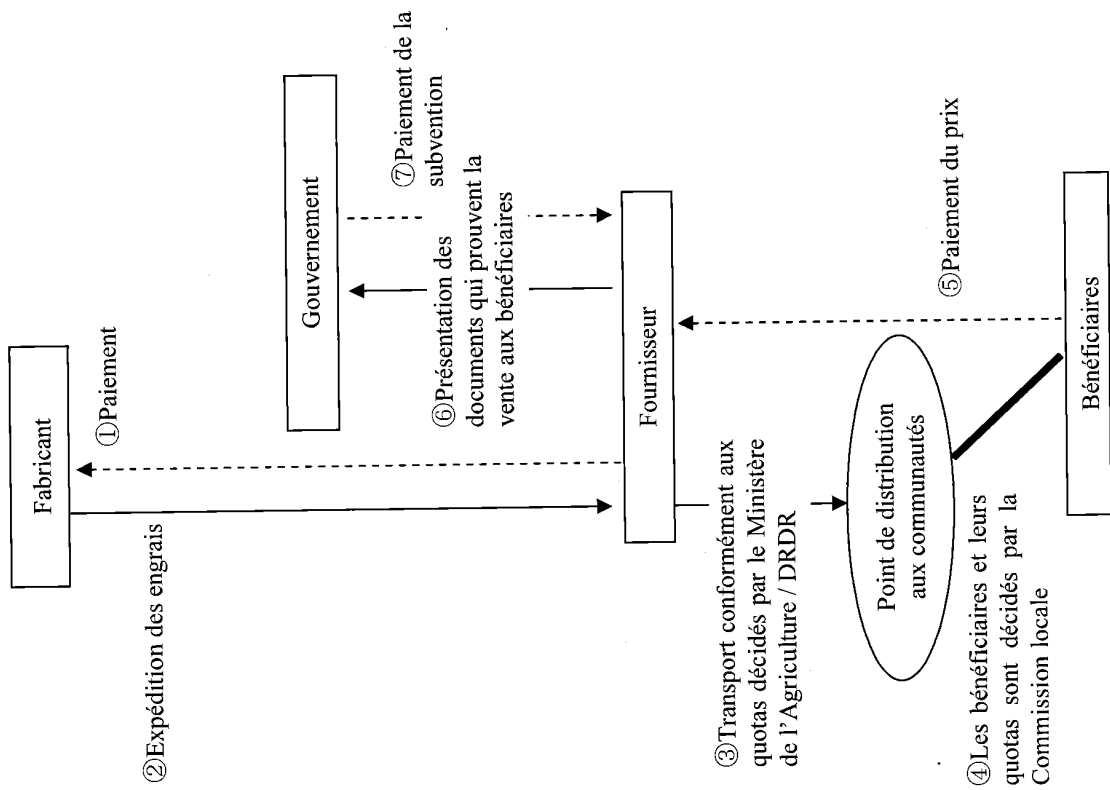 Fabricant
①Paiement
②Expédition des engrais
Gouvernement
⑦Paiement de la
subvention
⑥Présentation des
documents qui prouvent la
vente aux bénéficiaires
Fournisseur
③Transport conformément aux
quotas décidés par le Ministère
de l'Agriculture / DRDR
Point de distribution
aux communautés
④Les bénéficiaires et leurs
quotas sont décidés par la
Commission locale
⑤Paiement du prix
Bénéficiaires